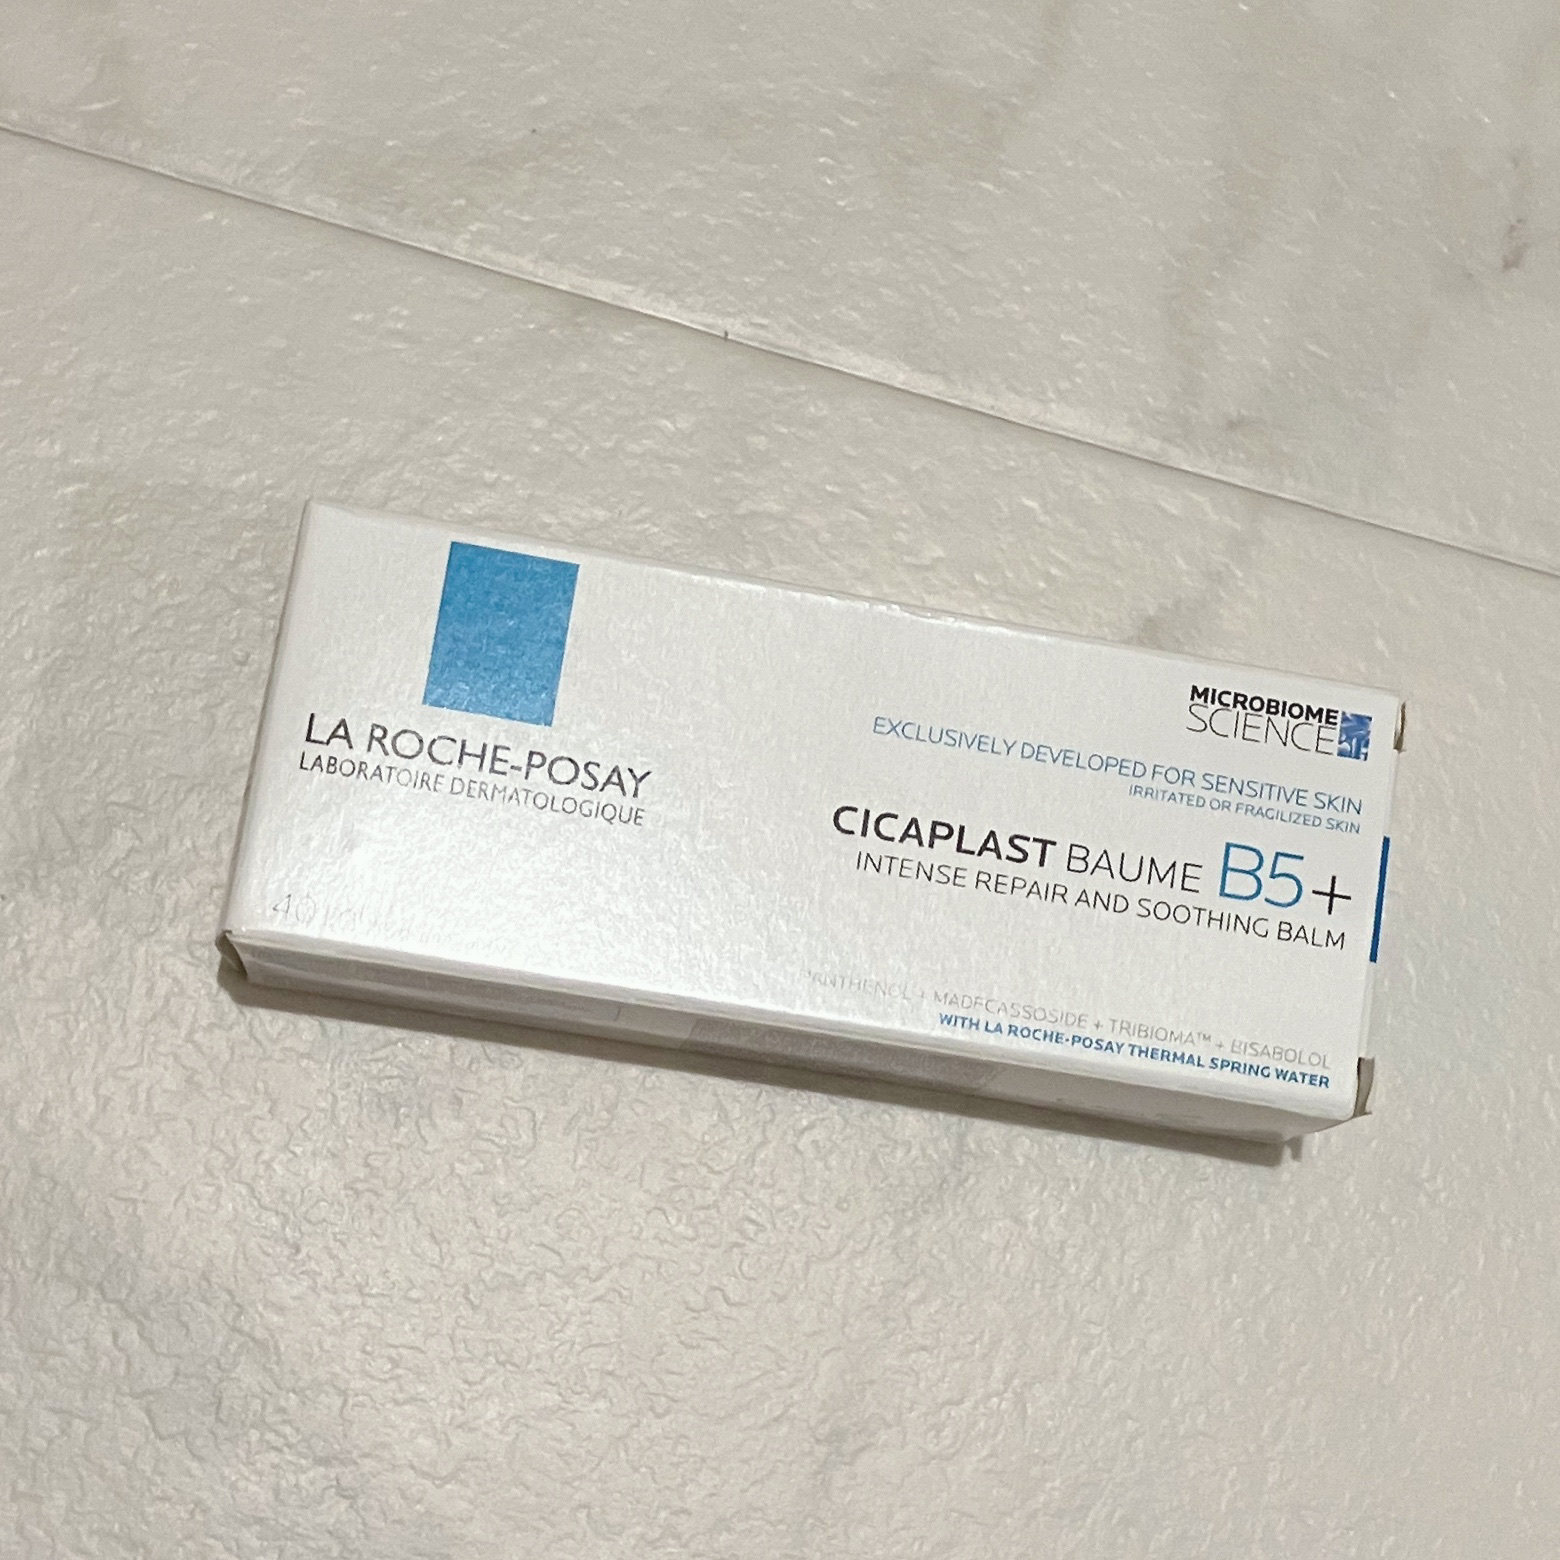 LA ROCHE-POSAY
LABORATOIRE DERMATOLOGIQUE
MICROBIOME
SCIENCE
EXCLUSIVELY DEVELOPED FOR SENSITIVE SKIN
IRRITATED OR FRAGILIZED SKIN
CICAPLAST BAUME B5+
INTENSE REPAIR AND SOOTHING BALM
PANTHENOL + MADECASSOSIDE + TRIBIOMA™ + BISABOLOL
WITH LA ROCHE-POSAY THERMAL SPRING WATER